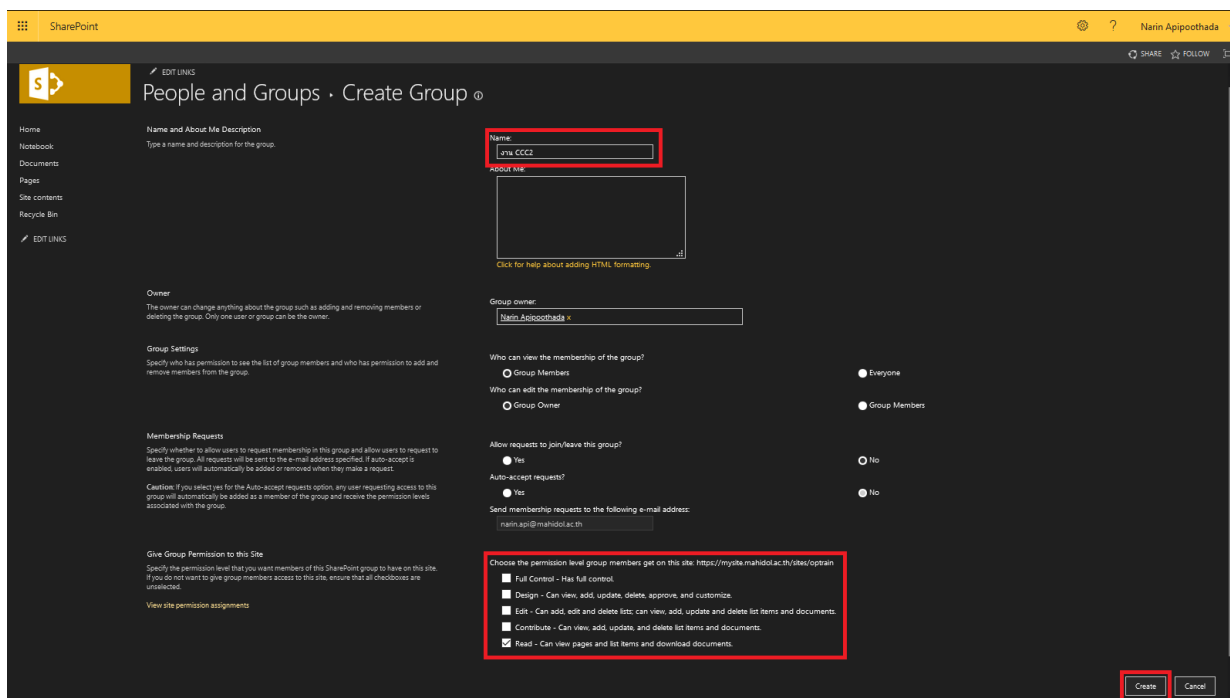 SharePoint
? Narin Apipoothada
SHARE FOLLOW
S
EDIT LINKS
People and Groups › Create Group
Home
Notebook
Documents
Pages
Site contents
Recycle Bin
EDIT LINKS
Name and About Me Description
Type a name and description for the group.
Name:
งาน CCC2
About Me:
Click for help about adding HTML formatting.
Owner
The owner can change anything about the group such as adding and removing members or
deleting the group. Only one user or group can be the owner.
Group owner:
Narin Apipoothada x
Group Settings
Specify who has permission to see the list of group members and who has permission to add and
remove members from the group.
Who can view the membership of the group?
Group Members Everyone
Who can edit the membership of the group?
Group Owner Group Members
Membership Requests
Specify whether to allow users to request membership in this group and allow users to request to
leave the group. All requests will be sent to the e-mail address specified. If auto-accept is
enabled, users will automatically be added or removed when they make a request.
Caution: If you select yes for the Auto-accept requests option, any user requesting access to this
group will automatically be added as a member of the group and receive the permission levels
associated with the group.
Allow requests to join/leave this group?
Yes No
Auto-accept requests?
Yes No
Send membership requests to the following e-mail address:
narin.api@mahidol.ac.th
Give Group Permission to this Site
Specify the permission level that you want members of this SharePoint group to have on this site.
If you do not want to give group members access to this site, ensure that all checkboxes are
unselected.
View site permission assignments
Choose the permission level group members get on this site: https://mysite.mahidol.ac.th/sites/optrain
Full Control - Has full control.
Design - Can view, add, update, delete, approve, and customize.
Edit - Can add, edit and delete lists; can view, add, update and delete list items and documents.
Contribute - Can view, add, update, and delete list items and documents.
Read - Can view pages and list items and download documents.
Create Cancel